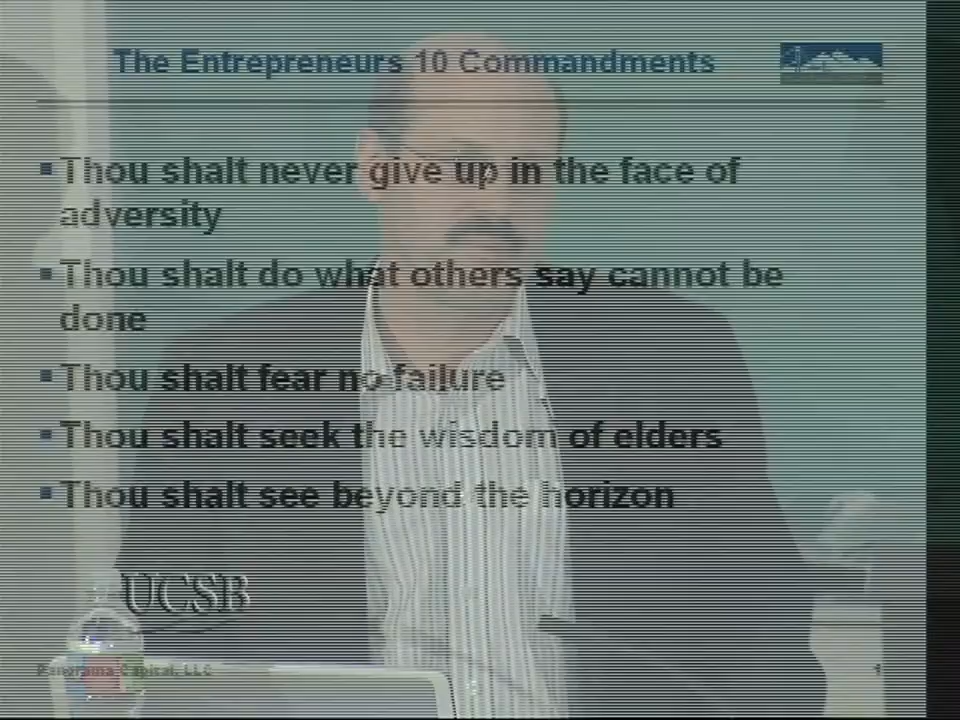 The Entrepreneurs 10 Commandments
Thou shalt never give up in the face of
adversity
Thou shalt do what others say cannot be
done
Thou shalt fear no failure
Thou shalt seek the wisdom of elders
Thou shalt see beyond the horizon
UCSB
Panorama Capital, LLC
4